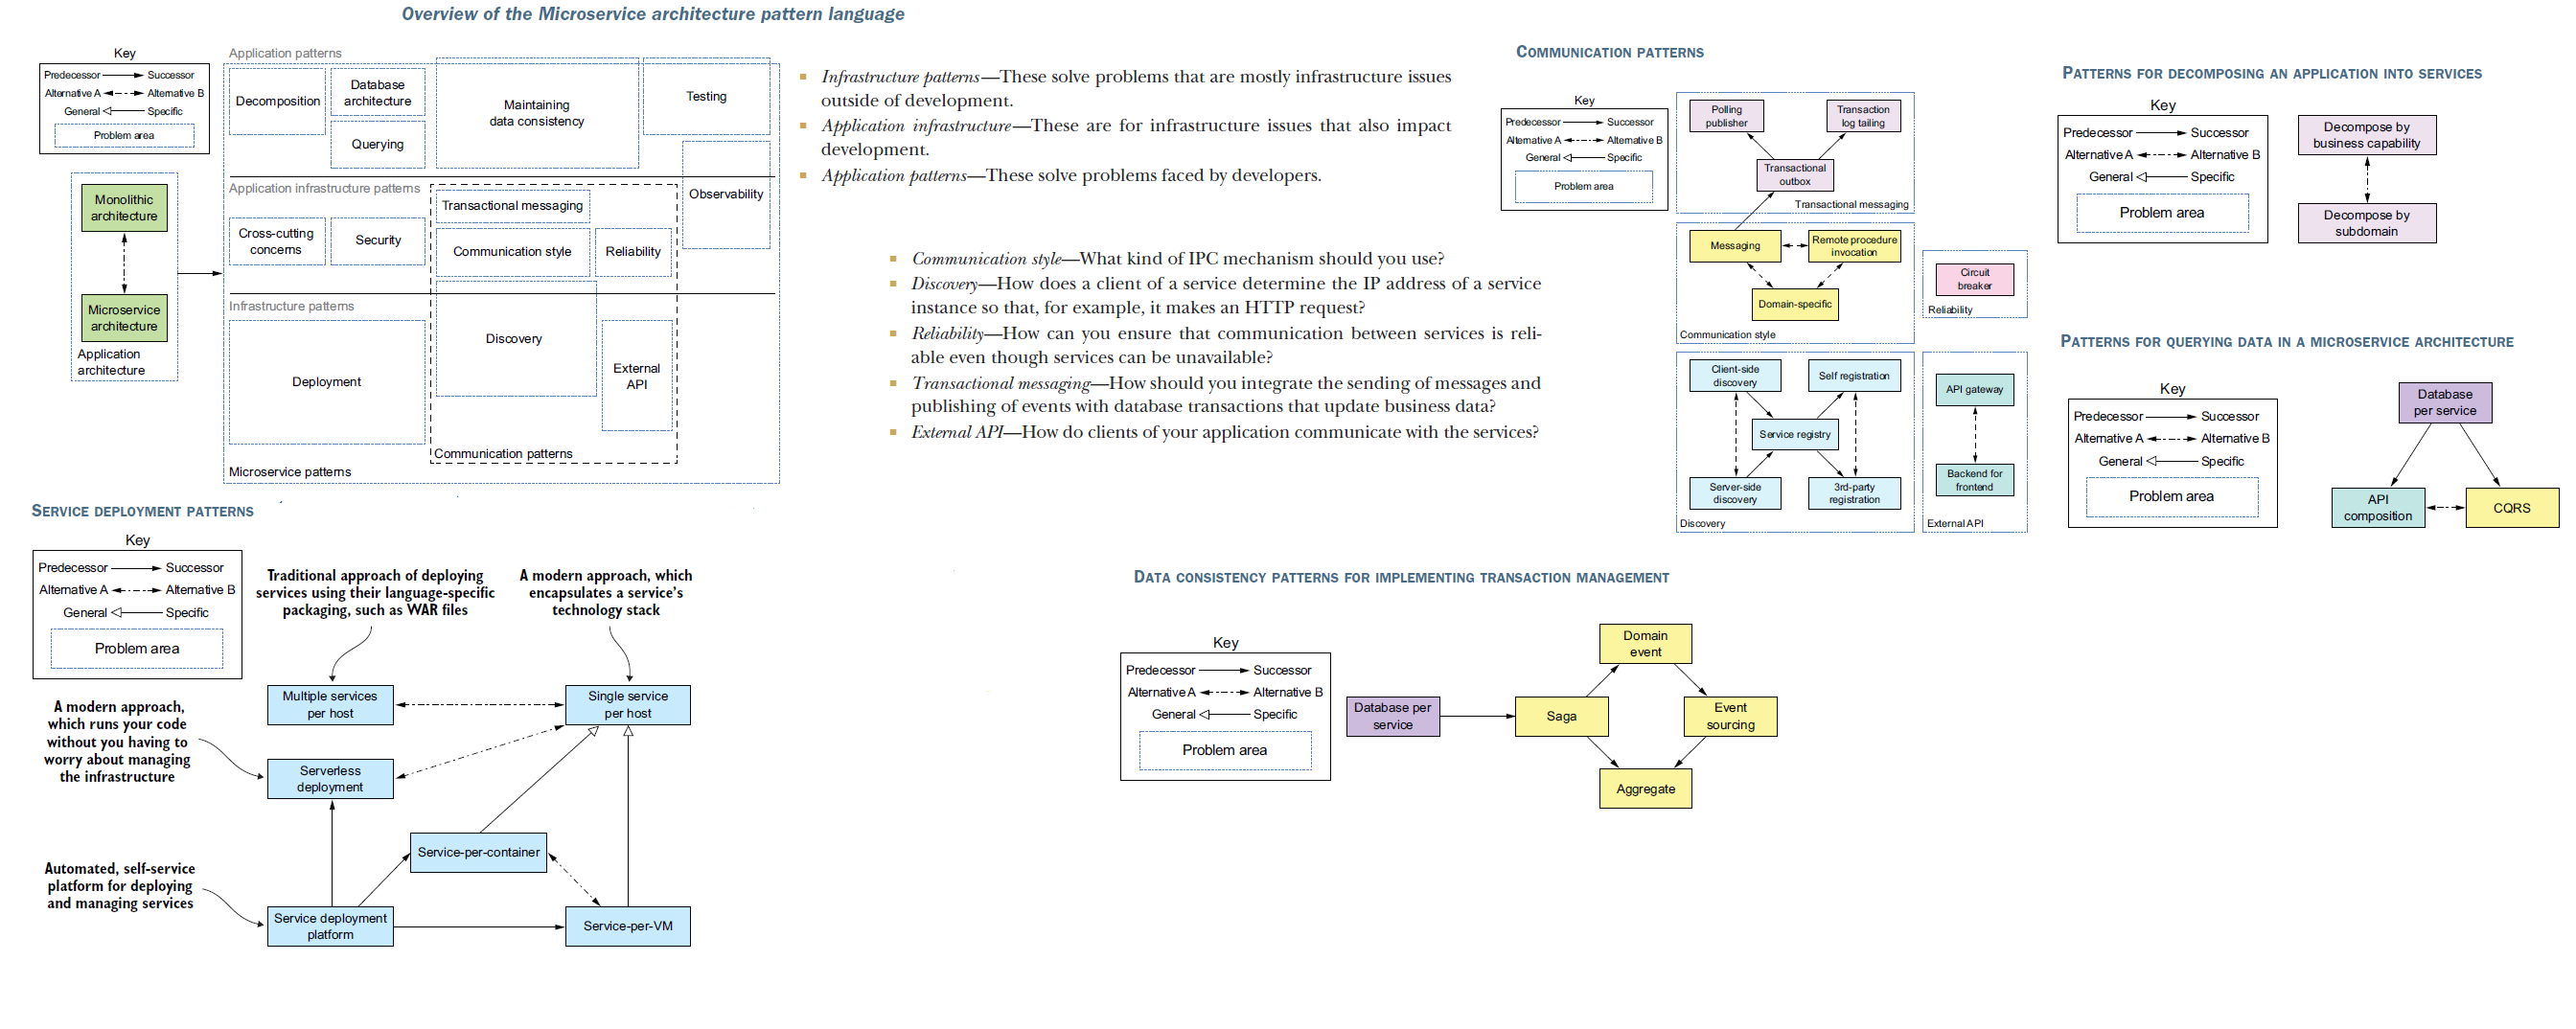 Overview of the Microservice architecture pattern language
Key
Predecessor Successor
Alternative A Alternative B
General Specific
Problem area
Monolithic
architecture
Microservice
architecture
Application
architecture
Application patterns
Decomposition
Database
architecture
Querying
Maintaining
data consistency
Testing
Observability
Application infrastructure patterns
Cross-cutting
concerns
Security
Transactional messaging
Communication style
Reliability
Infrastructure patterns
Deployment
Discovery
External
API
Communication patterns
Microservice patterns
Infrastructure patterns—These solve problems that are mostly infrastructure issues
outside of development.
Application infrastructure—These are for infrastructure issues that also impact
development.
Application patterns—These solve problems faced by developers.
Communication style—What kind of IPC mechanism should you use?
Discovery—How does a client of a service determine the IP address of a service
instance so that, for example, it makes an HTTP request?
Reliability—How can you ensure that communication between services is reli-
able even though services can be unavailable?
Transactional messaging—How should you integrate the sending of messages and
publishing of events with database transactions that update business data?
External API—How do clients of your application communicate with the services?
COMMUNICATION PATTERNS
Key
Predecessor Successor
Alternative A Alternative B
General Specific
Problem area
Polling
publisher
Transaction
log tailing
Transactional
outbox
Transactional messaging
Messaging
Remote procedure
invocation
Domain-specific
Communication style
Circuit
breaker
Reliability
Client-side
discovery
Self registration
Service registry
Server-side
discovery
3rd-party
registration
Discovery
API gateway
Backend for
frontend
External API
PATTERNS FOR DECOMPOSING AN APPLICATION INTO SERVICES
Key
Predecessor Successor
Alternative A Alternative B
General Specific
Problem area
Decompose by
business capability
Decompose by
subdomain
PATTERNS FOR QUERYING DATA IN A MICROSERVICE ARCHITECTURE
Key
Predecessor Successor
Alternative A Alternative B
General Specific
Problem area
Database
per service
API
composition
CQRS
SERVICE DEPLOYMENT PATTERNS
Key
Predecessor Successor
Alternative A Alternative B
General Specific
Problem area
Traditional approach of deploying
services using their language-specific
packaging, such as WAR files
A modern approach, which
encapsulates a service's
technology stack
Multiple services
per host
Single service
per host
A modern approach,
which runs your code
without you having to
worry about managing
the infrastructure
Serverless
deployment
Service-per-container
Automated, self-service
platform for deploying
and managing services
Service deployment
platform
Service-per-VM
DATA CONSISTENCY PATTERNS FOR IMPLEMENTING TRANSACTION MANAGEMENT
Key
Predecessor Successor
Alternative A Alternative B
General Specific
Problem area
Database per
service
Saga
Domain
event
Event
sourcing
Aggregate